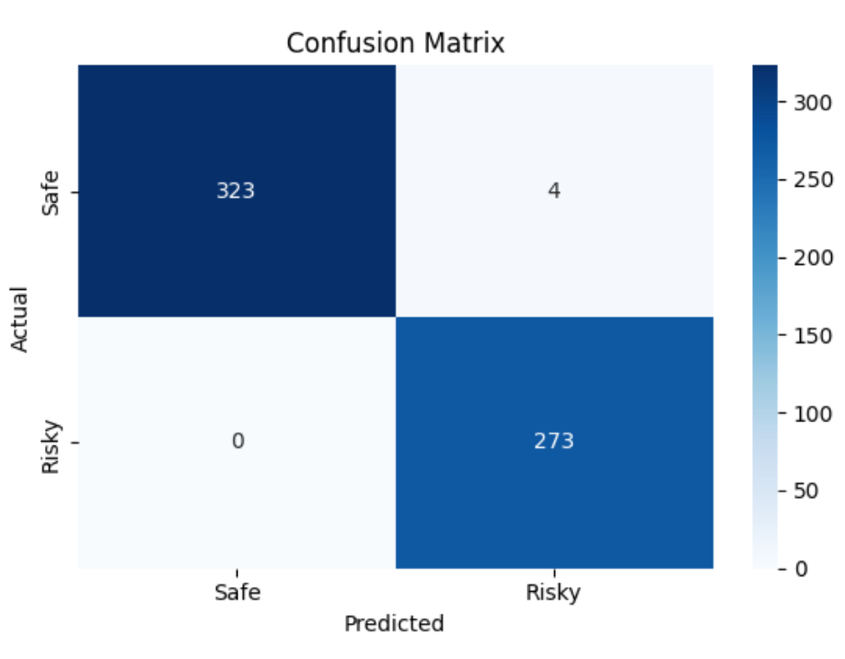 Confusion Matrix
Actual
Safe
323
4
Risky
0
273
Safe
Risky
Predicted
300
250
200
150
100
50
0